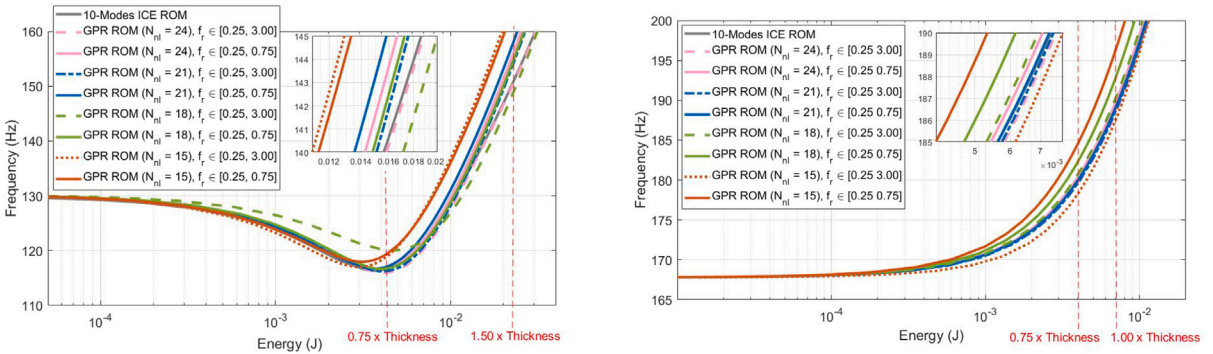 10-Modes ICE ROM
GPR ROM (N_nl = 24), f_r ∈ [0.25, 3.00]
GPR ROM (N_nl = 24), f_r ∈ [0.25, 0.75]
GPR ROM (N_nl = 21), f_r ∈ [0.25, 3.00]
GPR ROM (N_nl = 21), f_r ∈ [0.25, 0.75]
GPR ROM (N_nl = 18), f_r ∈ [0.25, 3.00]
GPR ROM (N_nl = 18), f_r ∈ [0.25, 0.75]
GPR ROM (N_nl = 15), f_r ∈ [0.25, 3.00]
GPR ROM (N_nl = 15), f_r ∈ [0.25, 0.75]
160
150
140
130
120
110
Frequency (Hz)
145
144
143
142
141
140
0.012 0.014 0.016 0.018 0.02
10^-4 10^-3 10^-2
0.75 x Thickness 1.50 x Thickness
Energy (J)
10-Modes ICE ROM
GPR ROM (N_nl = 24), f_r ∈ [0.25 3.00]
GPR ROM (N_nl = 24), f_r ∈ [0.25 0.75]
GPR ROM (N_nl = 21), f_r ∈ [0.25 3.00]
GPR ROM (N_nl = 21), f_r ∈ [0.25 0.75]
GPR ROM (N_nl = 18), f_r ∈ [0.25 3.00]
GPR ROM (N_nl = 18), f_r ∈ [0.25 0.75]
GPR ROM (N_nl = 15), f_r ∈ [0.25 3.00]
GPR ROM (N_nl = 15), f_r ∈ [0.25 0.75]
200
195
190
185
180
175
170
165
Frequency (Hz)
190
189
188
187
186
185
5 6 7
×10^-3
10^-4 10^-3 10^-2
0.75 x Thickness 1.00 x Thickness
Energy (J)